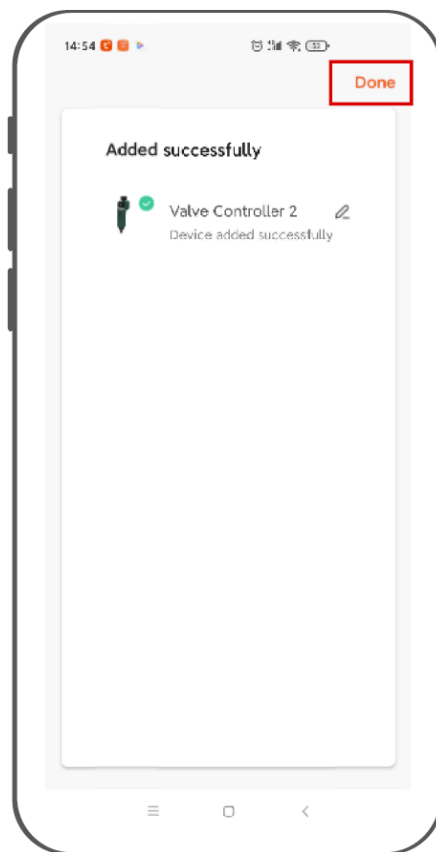 14:54
Done
Added successfully
Valve Controller 2
Device added successfully